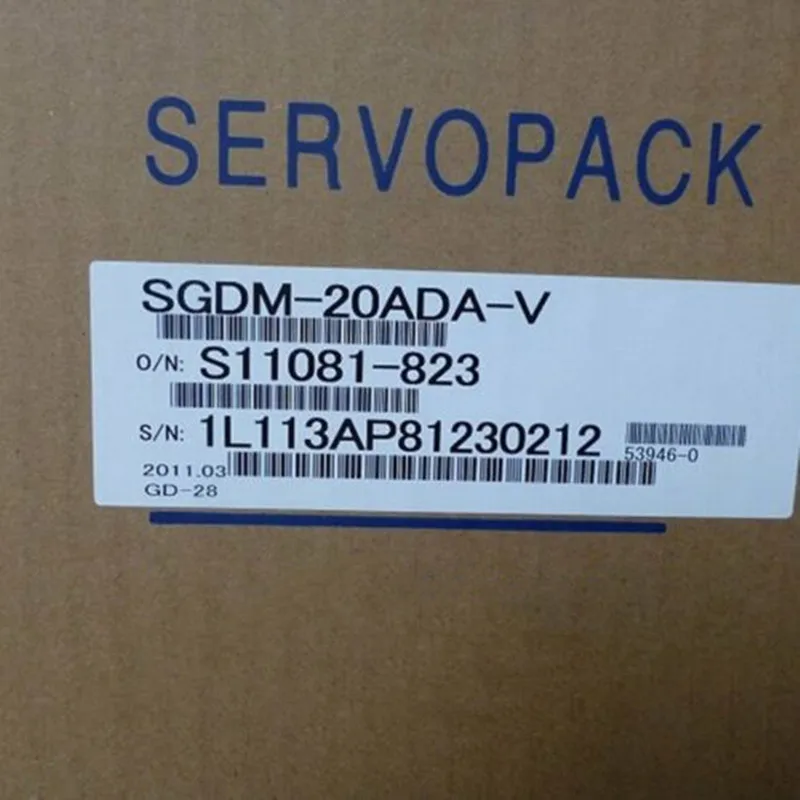 SERVOPACK
SGDM-20ADA-V
O/N: S11081-823
S/N: 1L113AP81230212
53946-0
2011.03
GD-28